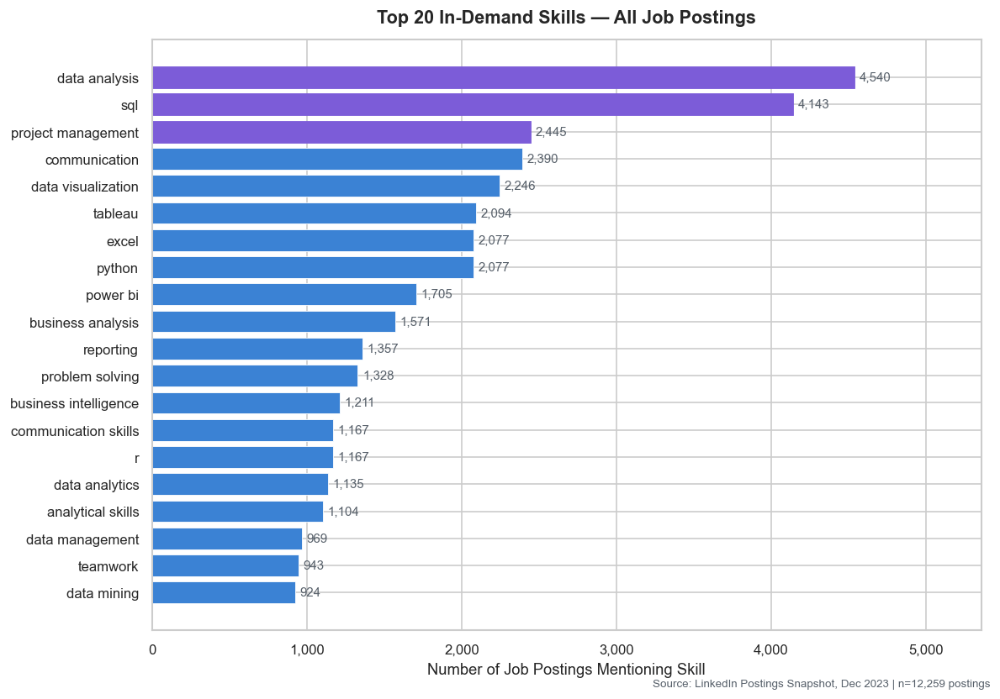 Top 20 In-Demand Skills — All Job Postings
data analysis 4,540
sql 4,143
project management 2,445
communication 2,390
data visualization 2,246
tableau 2,094
excel 2,077
python 2,077
power bi 1,705
business analysis 1,571
reporting 1,357
problem solving 1,328
business intelligence 1,211
communication skills 1,167
r 1,167
data analytics 1,135
analytical skills 1,104
data management 969
teamwork 943
data mining 924
0 1,000 2,000 3,000 4,000 5,000
Number of Job Postings Mentioning Skill
Source: LinkedIn Postings Snapshot, Dec 2023 | n=12,259 postings